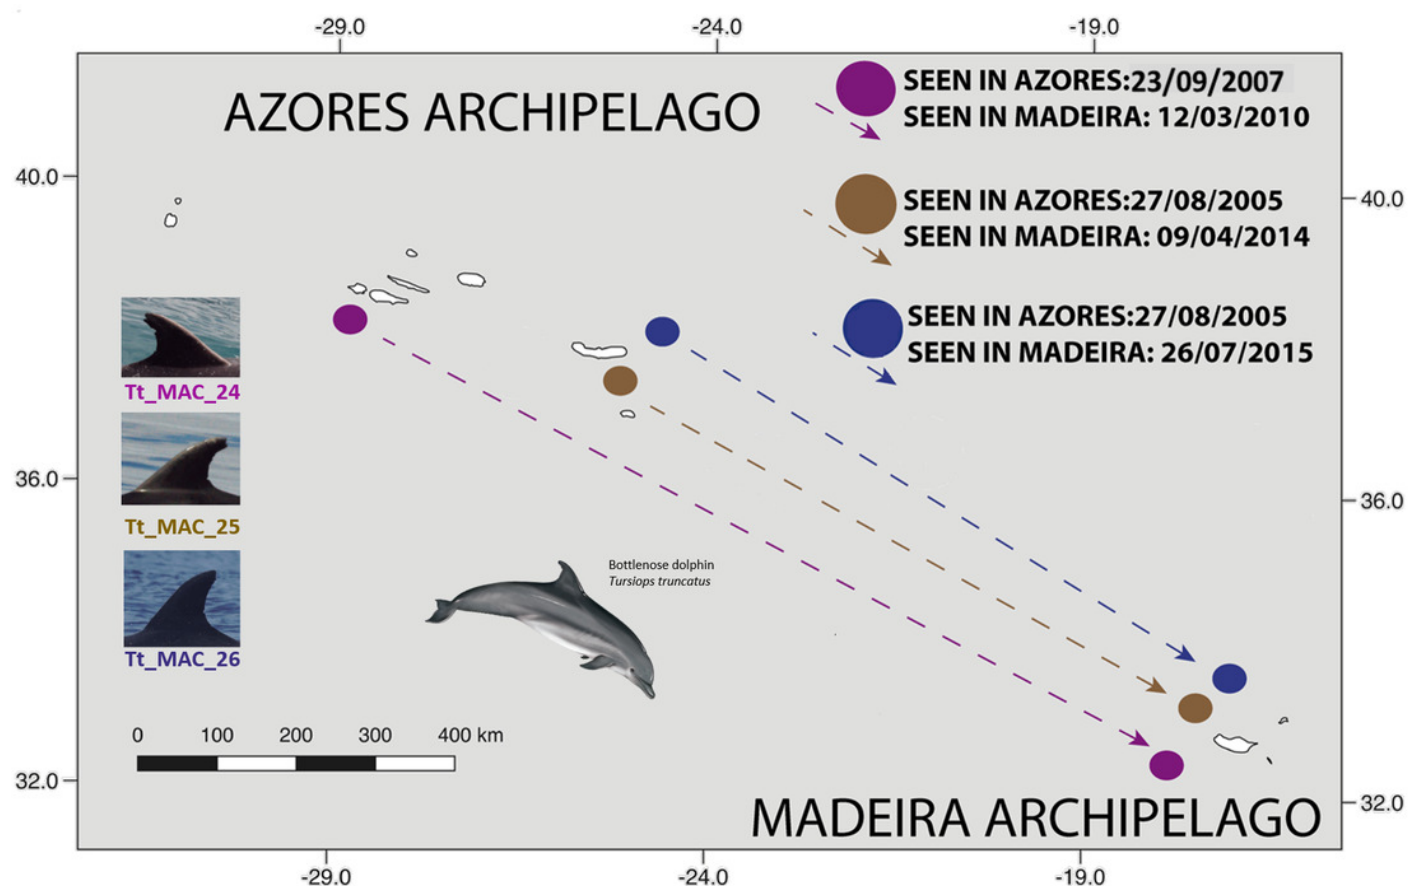 -29.0 -24.0 -19.0
AZORES ARCHIPELAGO
SEEN IN AZORES:23/09/2007
SEEN IN MADEIRA: 12/03/2010
40.0
40.0
SEEN IN AZORES:27/08/2005
SEEN IN MADEIRA: 09/04/2014
SEEN IN AZORES:27/08/2005
SEEN IN MADEIRA: 26/07/2015
Tt_MAC_24
36.0
36.0
Tt_MAC_25
Bottlenose dolphin
Tursiops truncatus
Tt_MAC_26
0 100 200 300 400 km
32.0
32.0
MADEIRA ARCHIPELAGO
-29.0 -24.0 -19.0